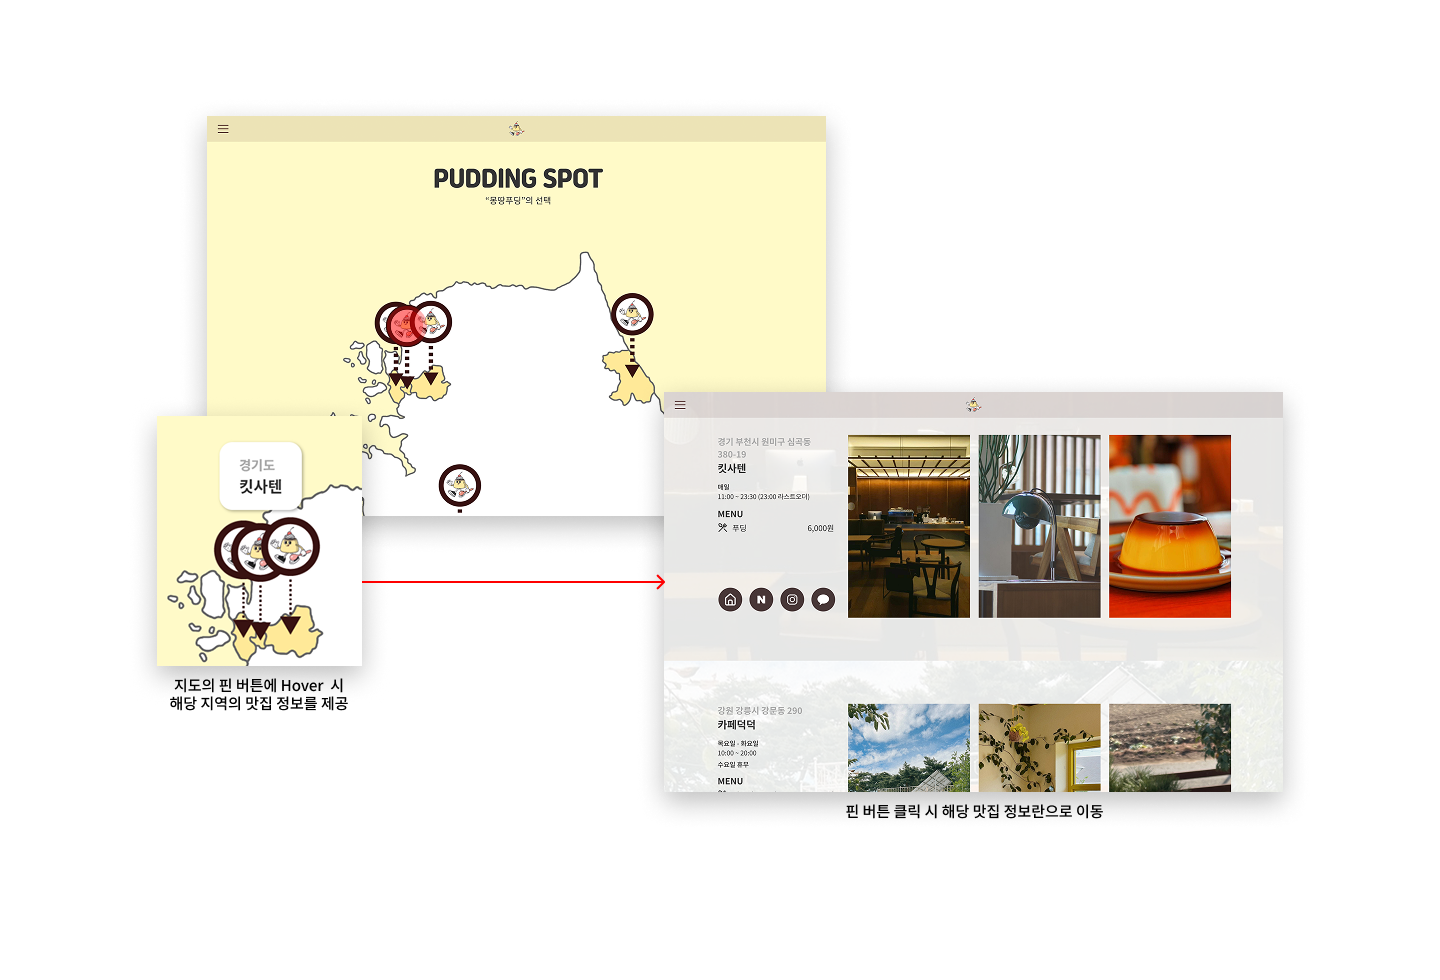 PUDDING SPOT
“몽땅푸딩”의 선택
경기도
킷사텐
지도의 핀 버튼에 Hover 시
해당 지역의 맛집 정보를 제공
경기 부천시 원미구 심곡동
380-19
킷사텐
매일
11:00 ~ 23:30 (23:00 라스트오더)
MENU
푸딩 6,000원
N
강원 강릉시 강문동 290
카페덕덕
목요일 - 화요일
10:00 ~ 20:00
수요일 휴무
MENU
핀 버튼 클릭 시 해당 맛집 정보란으로 이동